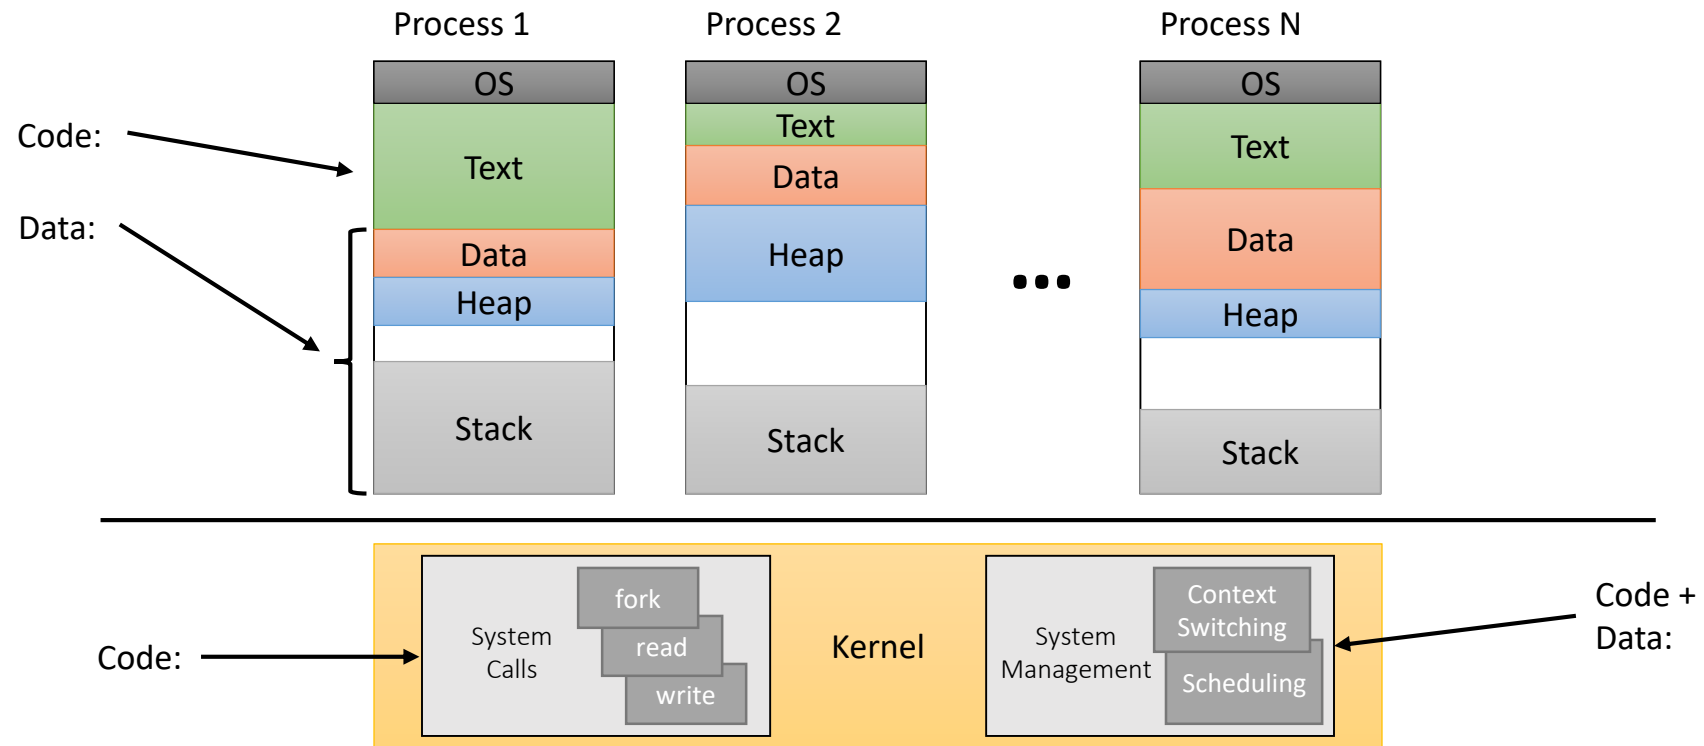 Process 1
Process 2
Process N
OS
OS
OS
Code:
Text
Text
Text
Data:
Data
Data
Data
Heap
Heap
Heap
...
Stack
Stack
Stack
Code:
System
Calls
fork
read
write
Kernel
System
Management
Context
Switching
Scheduling
Code +
Data: